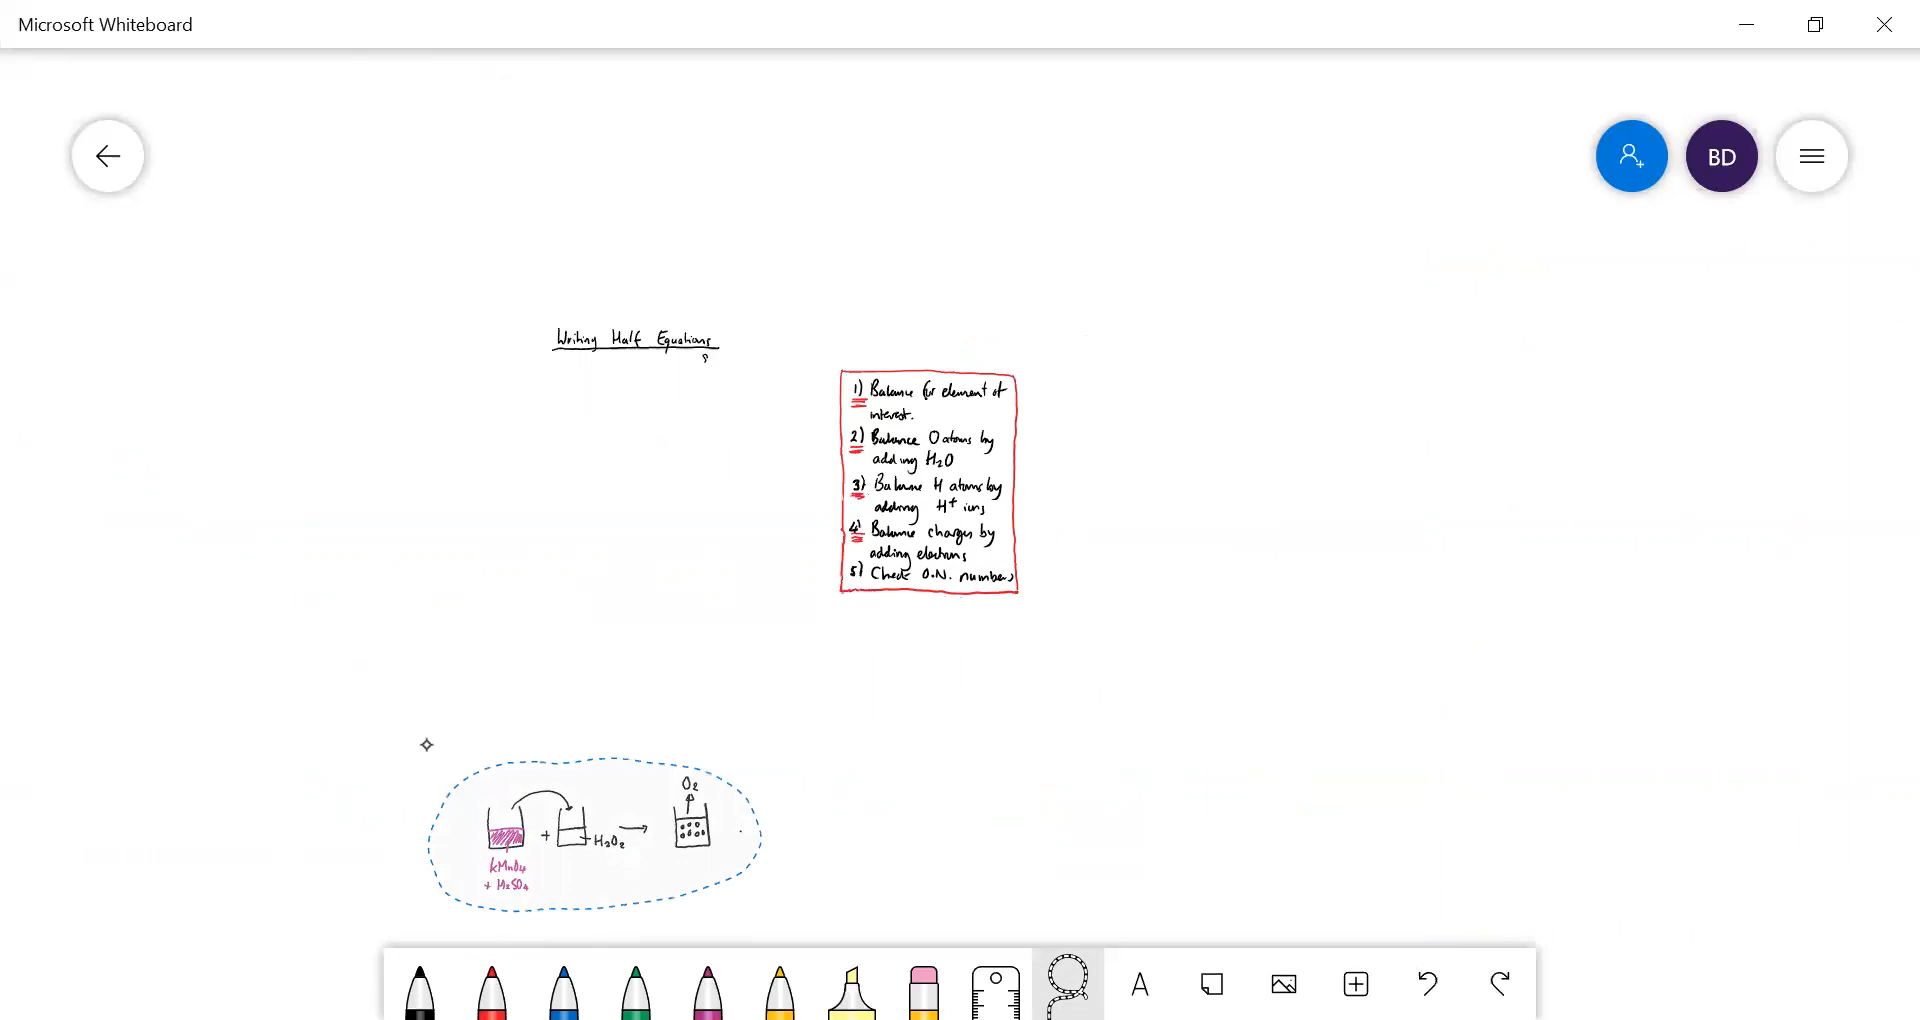 Microsoft Whiteboard
BD
Writing Half Equations
1) Balance for element of
interest.
2) Balance O atoms by
adding H₂O
3) Balance H atoms by
adding H⁺ ions
4) Balance charges by
adding electrons
5) Check O.N. numbers
O₂
+
H₂O₂
KMnO₄
+ H₂SO₄
A